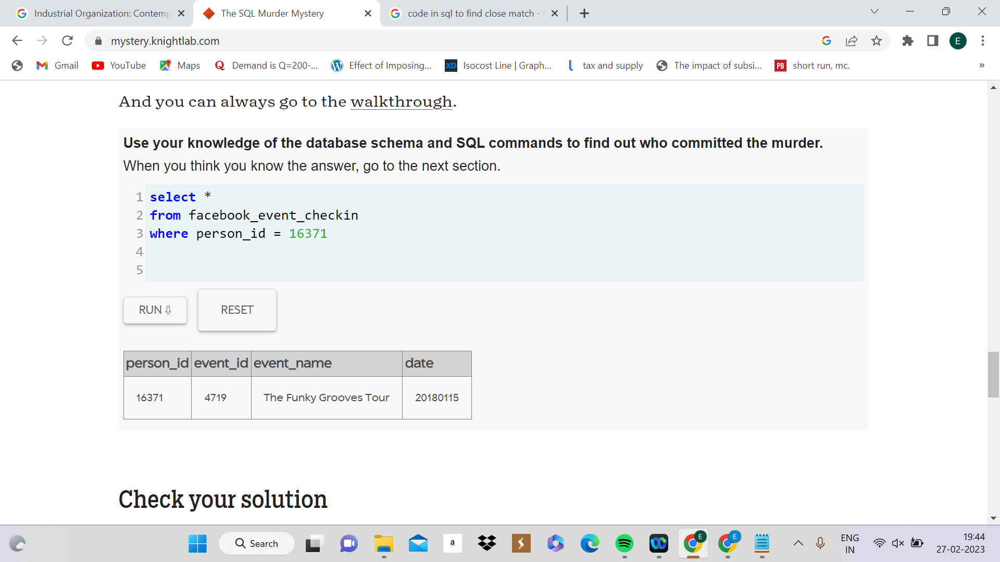 Industrial Organization: Contemp
The SQL Murder Mystery
code in sql to find close match -
mystery.knightlab.com
E
Gmail
YouTube
Maps
Demand is Q=200-...
Effect of Imposing...
XD
Isocost Line | Graph...
tax and supply
The impact of subsi...
PB
short run, mc.
»
And you can always go to the walkthrough.
Use your knowledge of the database schema and SQL commands to find out who committed the murder.
When you think you know the answer, go to the next section.
1 select *
2 from facebook_event_checkin
3 where person_id = 16371
4
5
RUN ⇩
RESET
person_id event_id event_name date
16371 4719 The Funky Grooves Tour 20180115
Check your solution
Search
a
E
E
ENG
IN
19:44
27-02-2023